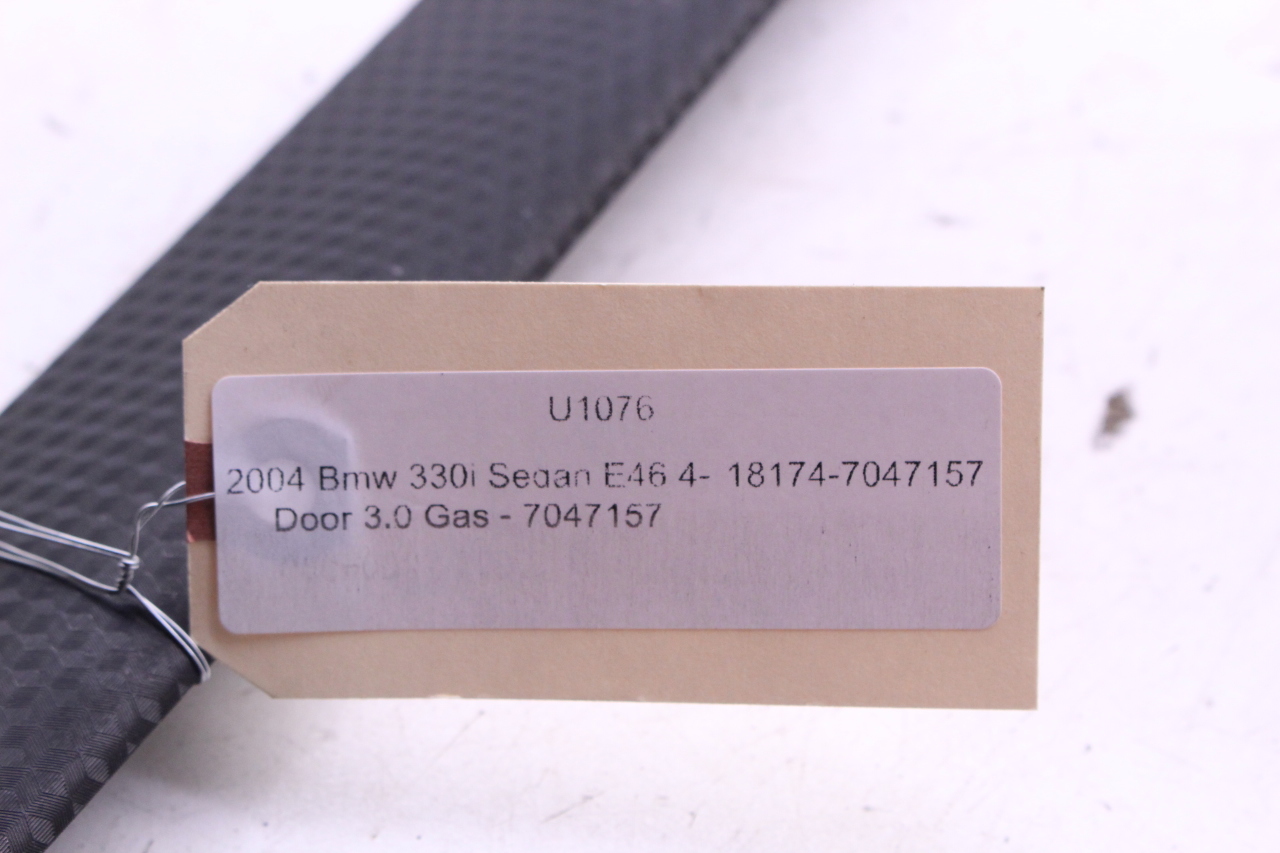 U1076
2004 Bmw 330i Sedan E46 4- 18174-7047157
Door 3.0 Gas - 7047157